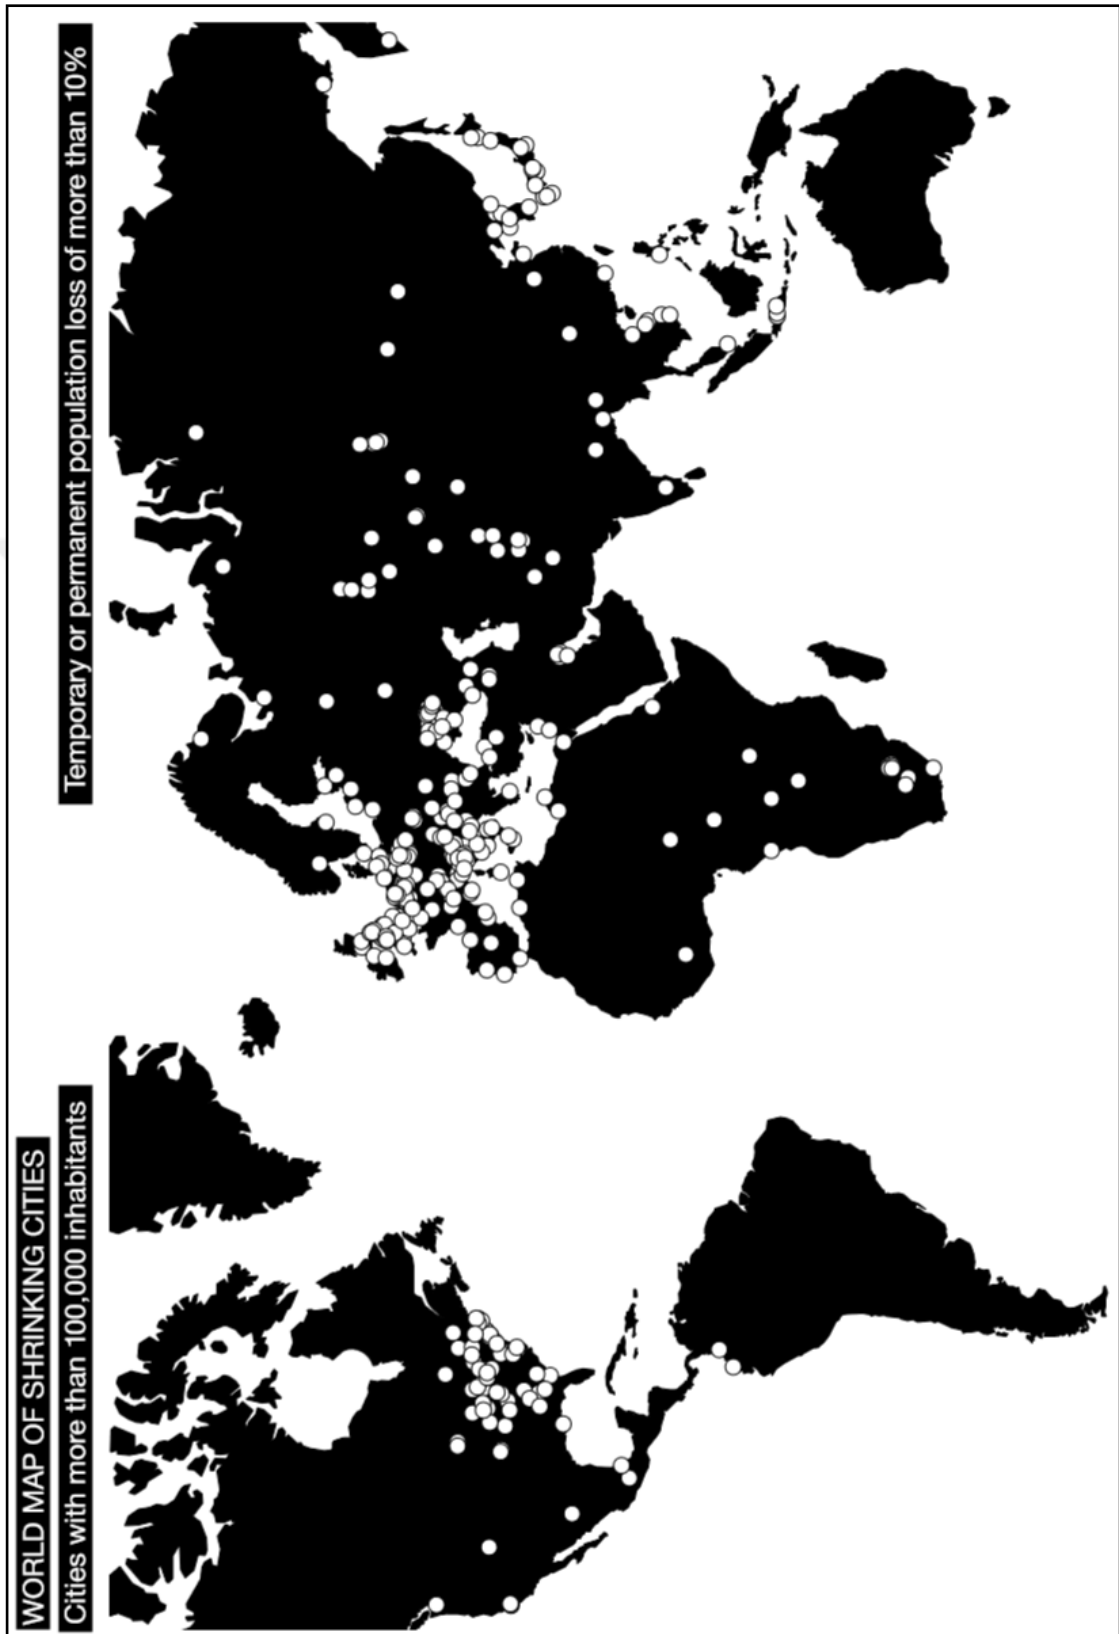 WORLD MAP OF SHRINKING CITIES
Cities with more than 100,000 inhabitants
Temporary or permanent population loss of more than 10%